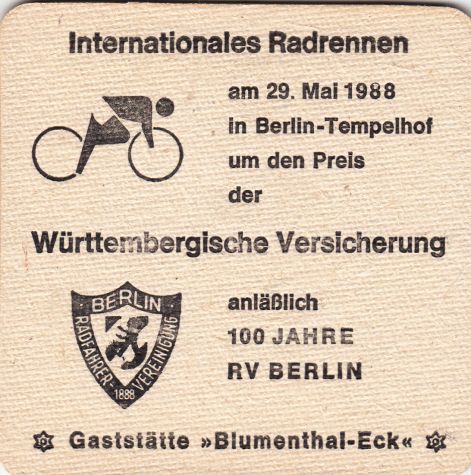 Internationales Radrennen
am 29. Mai 1988
in Berlin-Tempelhof
um den Preis
der
Württembergische Versicherung
BERLIN
RADFAHRER-
VEREINIGUNG
1888
anläßlich
100 JAHRE
RV BERLIN
Gaststätte »Blumenthal-Eck«